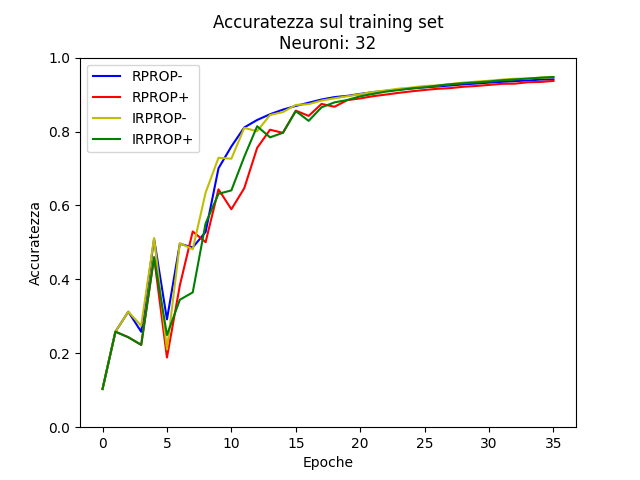 Accuratezza sul training set
Neuroni: 32
1.0
0.8
0.6
0.4
0.2
0.0
Accuratezza
RPROP-
RPROP+
IRPROP-
IRPROP+
0 5 10 15 20 25 30 35
Epoche